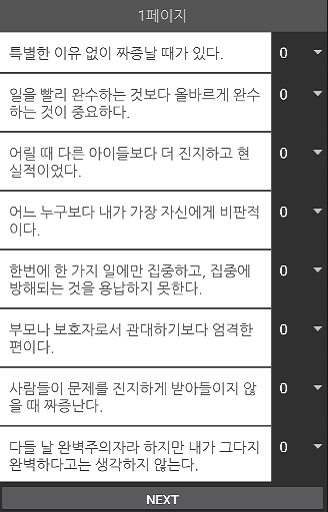 1페이지
특별한 이유 없이 짜증날 때가 있다.
0
일을 빨리 완수하는 것보다 올바르게 완수
하는 것이 중요하다.
0
어릴 때 다른 아이들보다 더 진지하고 현
실적이었다.
0
어느 누구보다 내가 가장 자신에게 비판적
이다.
0
한번에 한 가지 일에만 집중하고, 집중에
방해되는 것을 용납하지 못한다.
0
부모나 보호자로서 관대하기보다 엄격한
편이다.
0
사람들이 문제를 진지하게 받아들이지 않
을 때 짜증난다.
0
다들 날 완벽주의자라 하지만 내가 그다지
완벽하다고는 생각하지 않는다.
0
NEXT